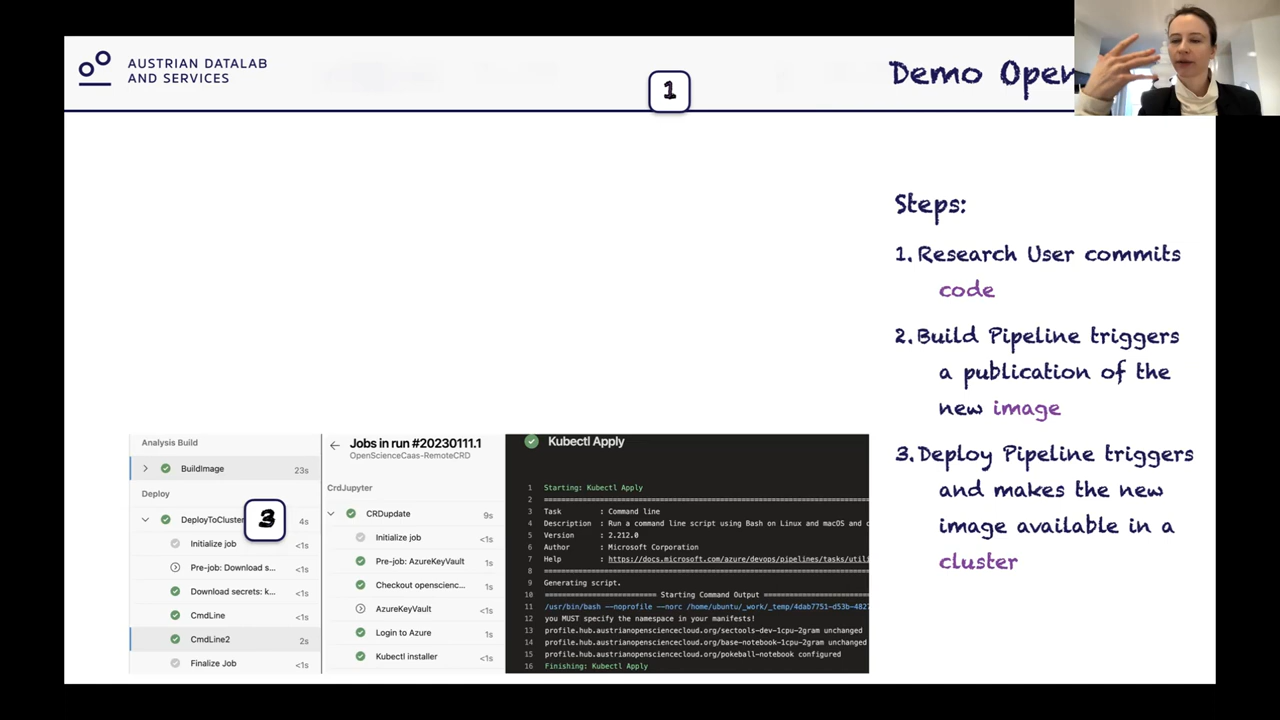 AUSTRIAN DATALAB
AND SERVICES
1
Demo Open
Steps:
1. Research User commits
code
2. Build Pipeline triggers
a publication of the
new image
3. Deploy Pipeline triggers
and makes the new
image available in a
cluster
Analysis Build
BuildImage 23s
Deploy
DeployToCluster 4s
3
Initialize job <1s
Pre-job: Download s... <1s
Download secrets: k... <1s
CmdLine <1s
CmdLine2 2s
Finalize Job <1s
Jobs in run #20230111.1
OpenScienceCaas-RemoteCRD
CrdJupyter
CRDupdate 9s
Initialize job <1s
Pre-job: AzureKeyVault 1s
Checkout openscienc... 1s
AzureKeyVault <1s
Login to Azure 1s
Kubectl installer <1s
Kubectl Apply
1 Starting: Kubectl Apply
2 ==============================================================================
3 Task : Command line
4 Description : Run a command line script using Bash on Linux and macOS and
5 Version : 2.212.0
6 Author : Microsoft Corporation
7 Help : https://docs.microsoft.com/azure/devops/pipelines/tasks/util
8 ==============================================================================
9 Generating script.
10 ========================== Starting Command Output ===========================
11 /usr/bin/bash --noprofile --norc /home/ubuntu/_work/_temp/4dab7751-d53b-482
12 you MUST specify the namespace in your manifests!
13 profile.hub.austrianopensciencecloud.org/sectools-dev-1cpu-2gram unchanged
14 profile.hub.austrianopensciencecloud.org/base-notebook-1cpu-2gram unchanged
15 profile.hub.austrianopensciencecloud.org/pokeball-notebook configured
16 Finishing: Kubectl Apply